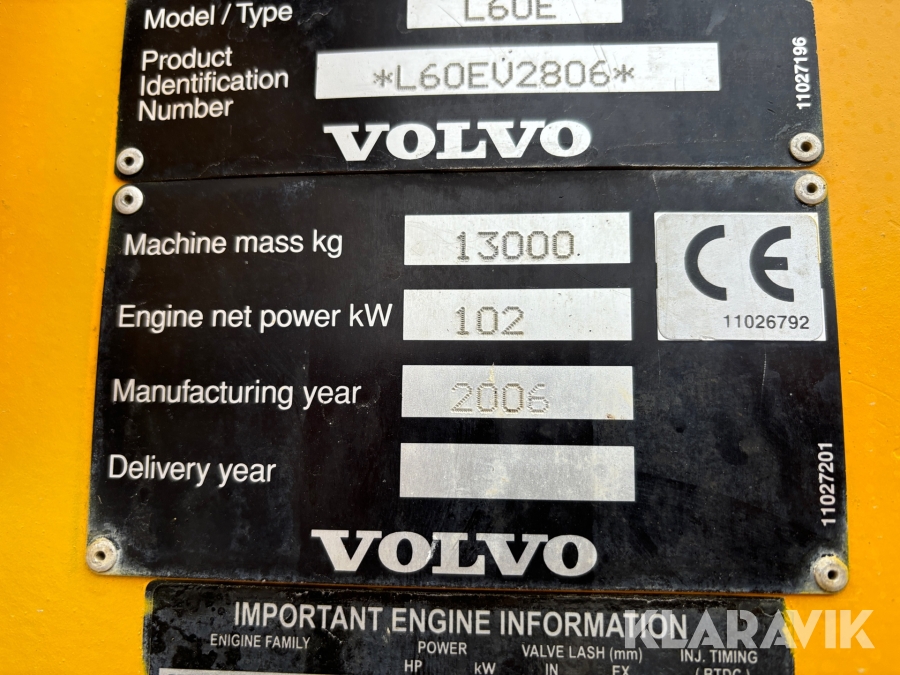 Model / Type L60E
Product
Identification
Number
*L60EV2806*
11027196
VOLVO
Machine mass kg 13000
CE
Engine net power kW 102
11026792
Manufacturing year 2006
Delivery year
11027201
VOLVO
IMPORTANT ENGINE INFORMATION
KLARAVIK
ENGINE FAMILY POWER VALVE LASH (mm) INJ. TIMING
HP kW IN EX ( BTDC )